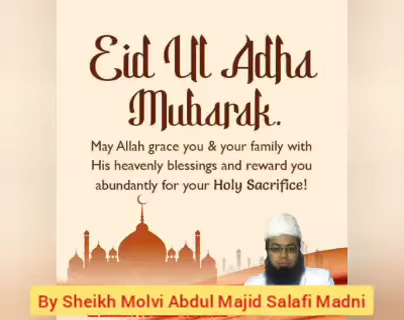 Eid Ul Adha
Mubarak.
May Allah grace you & your family with
His heavenly blessings and reward you
abundantly for your Holy Sacrifice!
By Sheikh Molvi Abdul Majid Salafi Madni